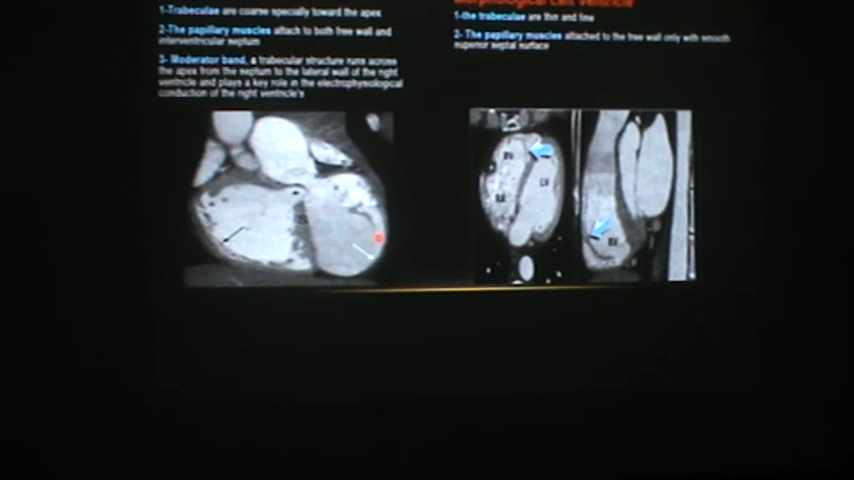 1-Trabeculae are coarse specially toward the apex
2-The papillary muscles attach to both free wall and
interventricular septum
3- Moderator band, a trabecular structure runs across
the apex from the septum to the lateral wall of the right
ventricle and plays a key role in the electrophysiological
conduction of the right ventricle's
Morphological Left Ventricle
1-the trabeculae are thin and fine
2- The papillary muscles attached to the free wall only with smooth
superior septal surface